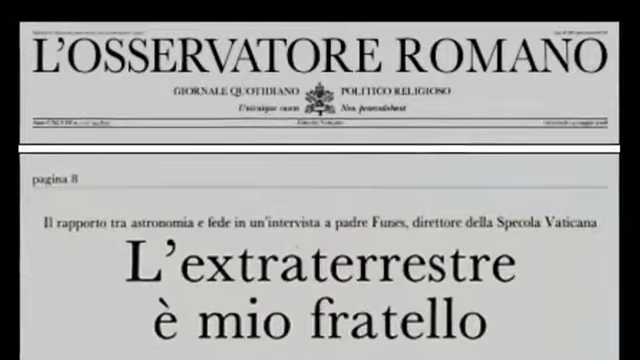 L'OSSERVATORE ROMANO
GIORNALE QUOTIDIANO POLITICO RELIGIOSO
Unicuique suum Non praevalebunt
pagina 8
Il rapporto tra astronomia e fede in un'intervista a padre Funes, direttore della Specola Vaticana
L'extraterrestre
è mio fratello